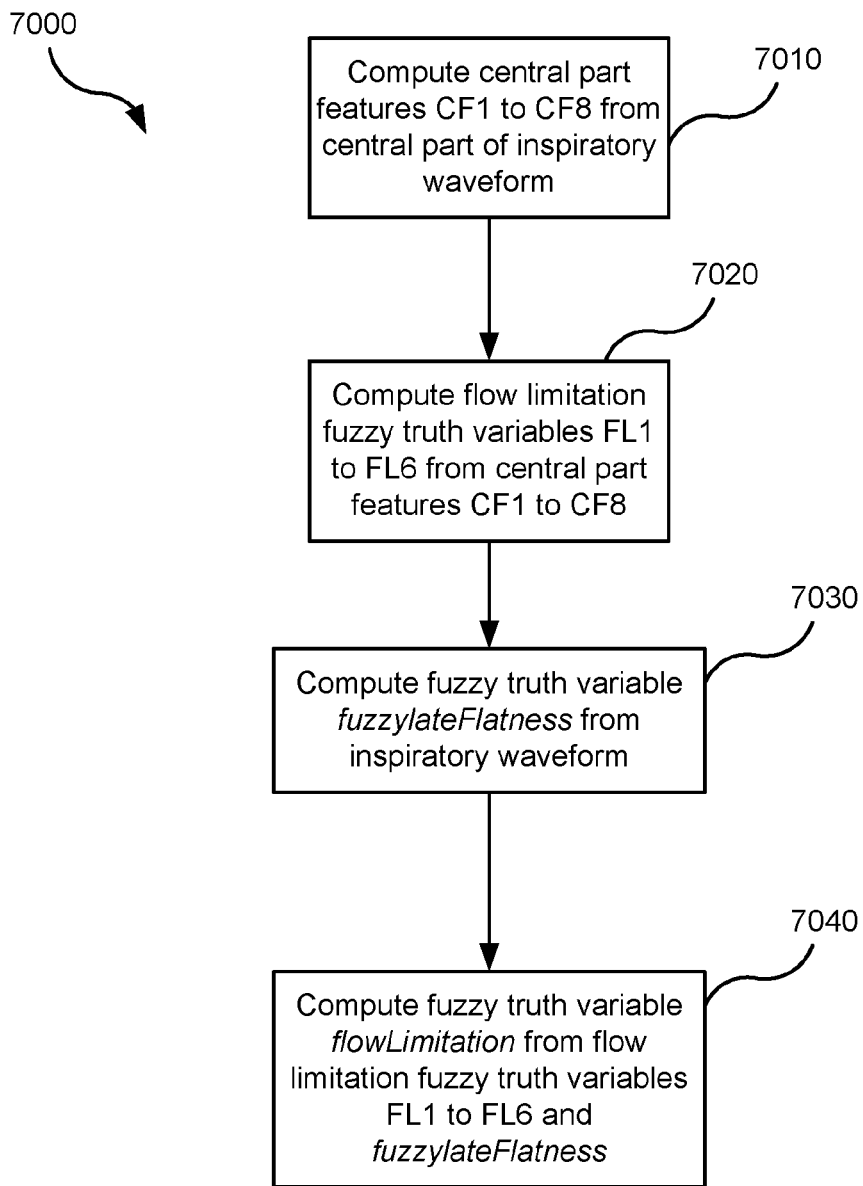 7000
Compute central part
features CF1 to CF8 from
central part of inspiratory
waveform
7010
7020
Compute flow limitation
fuzzy truth variables FL1
to FL6 from central part
features CF1 to CF8
7030
Compute fuzzy truth variable
fuzzylateFlatness from
inspiratory waveform
7040
Compute fuzzy truth variable
flowLimitation from flow
limitation fuzzy truth variables
FL1 to FL6 and
fuzzylateFlatness